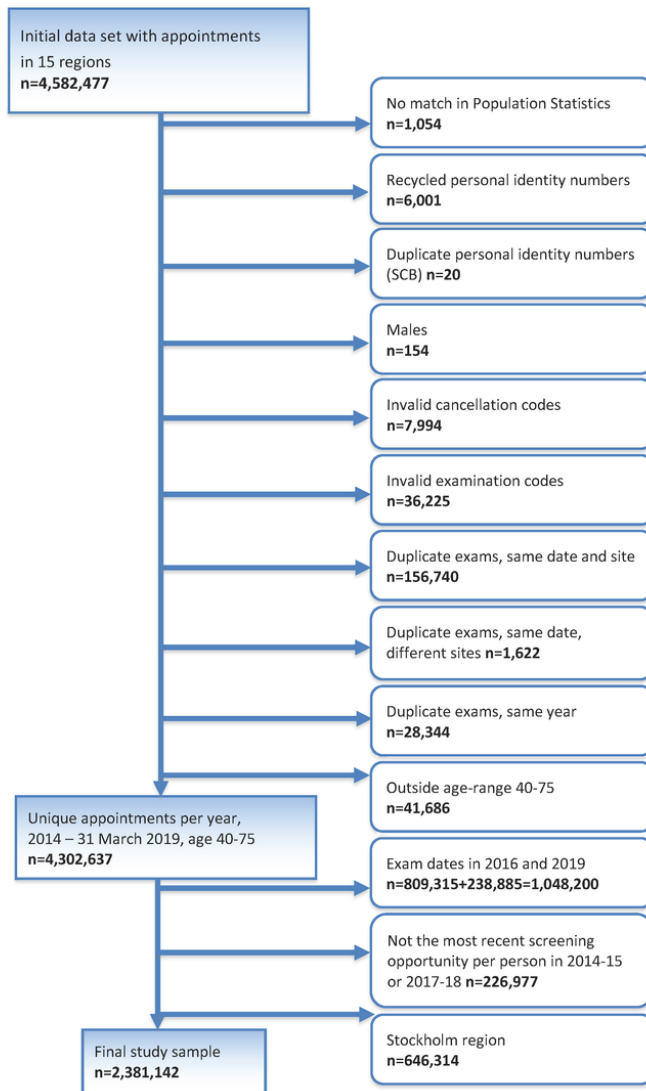 Initial data set with appointments
in 15 regions
n=4,582,477
No match in Population Statistics
n=1,054
Recycled personal identity numbers
n=6,001
Duplicate personal identity numbers
(SCB) n=20
Males
n=154
Invalid cancellation codes
n=7,994
Invalid examination codes
n=36,225
Duplicate exams, same date and site
n=156,740
Duplicate exams, same date,
different sites n=1,622
Duplicate exams, same year
n=28,344
Outside age-range 40-75
n=41,686
Unique appointments per year,
2014 – 31 March 2019, age 40-75
n=4,302,637
Exam dates in 2016 and 2019
n=809,315+238,885=1,048,200
Not the most recent screening
opportunity per person in 2014-15
or 2017-18 n=226,977
Stockholm region
n=646,314
Final study sample
n=2,381,142